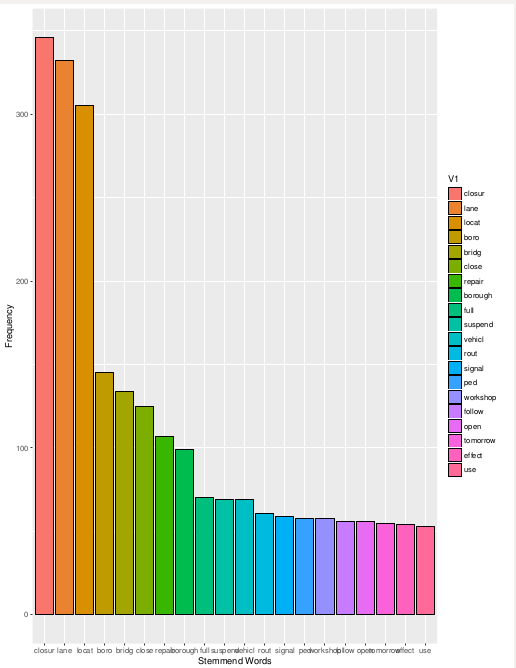 V1
closur
lane
locat
boro
bridg
close
repair
borough
full
suspend
vehicl
rout
signal
ped
workshop
follow
open
tomorrow
effect
use
Frequency
300
200
100
0
closur lane locat boro bridg close repair borough full suspend vehicl rout signal ped workshop follow open tomorrow effect use
Stemmend Words